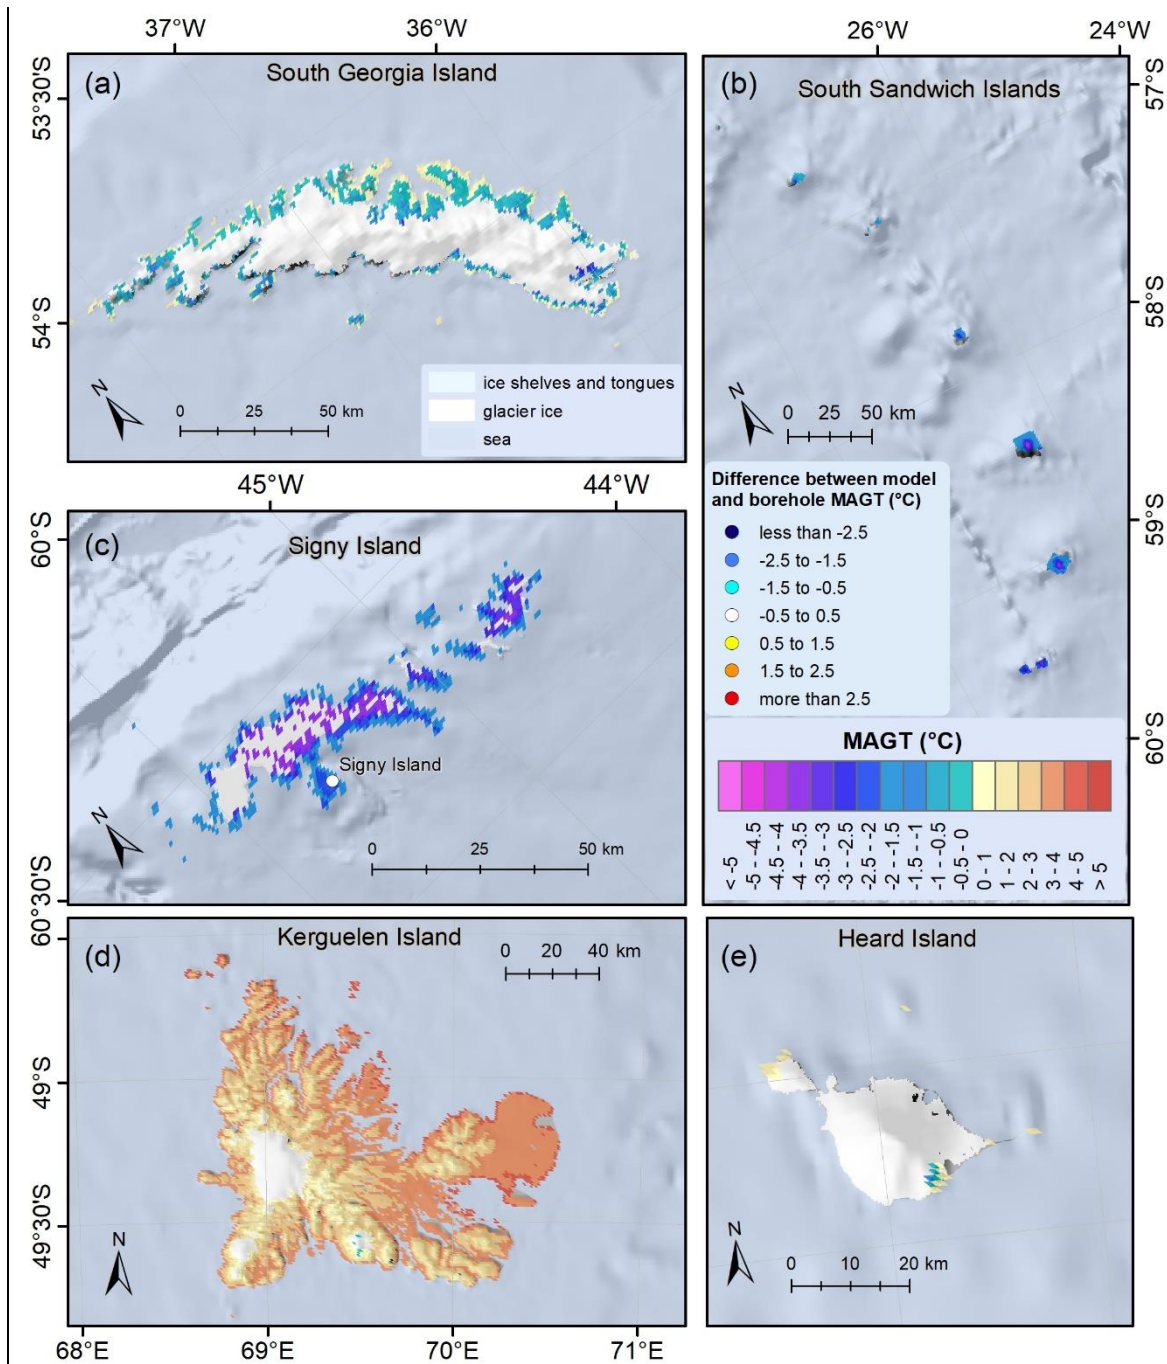 37°W
36°W
(a)
South Georgia Island
53°30'S
54°S
N
0 25 50 km
ice shelves and tongues
glacier ice
sea
26°W
24°W
(b)
South Sandwich Islands
57°S
58°S
59°S
60°S
N
0 25 50 km
Difference between model
and borehole MAGT (°C)
less than -2.5
-2.5 to -1.5
-1.5 to -0.5
-0.5 to 0.5
0.5 to 1.5
1.5 to 2.5
more than 2.5
MAGT (°C)
< -5
-5 - -4.5
-4.5 - -4
-4 - -3.5
-3.5 - -3
-3 - -2.5
-2.5 - -2
-2 - -1.5
-1.5 - -1
-1 - -0.5
-0.5 - 0
0 - 1
1 - 2
2 - 3
3 - 4
4 - 5
> 5
45°W
44°W
60°S
(c)
Signy Island
Signy Island
N
0 25 50 km
60°30'S
60°S
(d)
Kerguelen Island
0 20 40 km
49°S
49°30'S
N
68°E
69°E
70°E
71°E
(e)
Heard Island
N
0 10 20 km